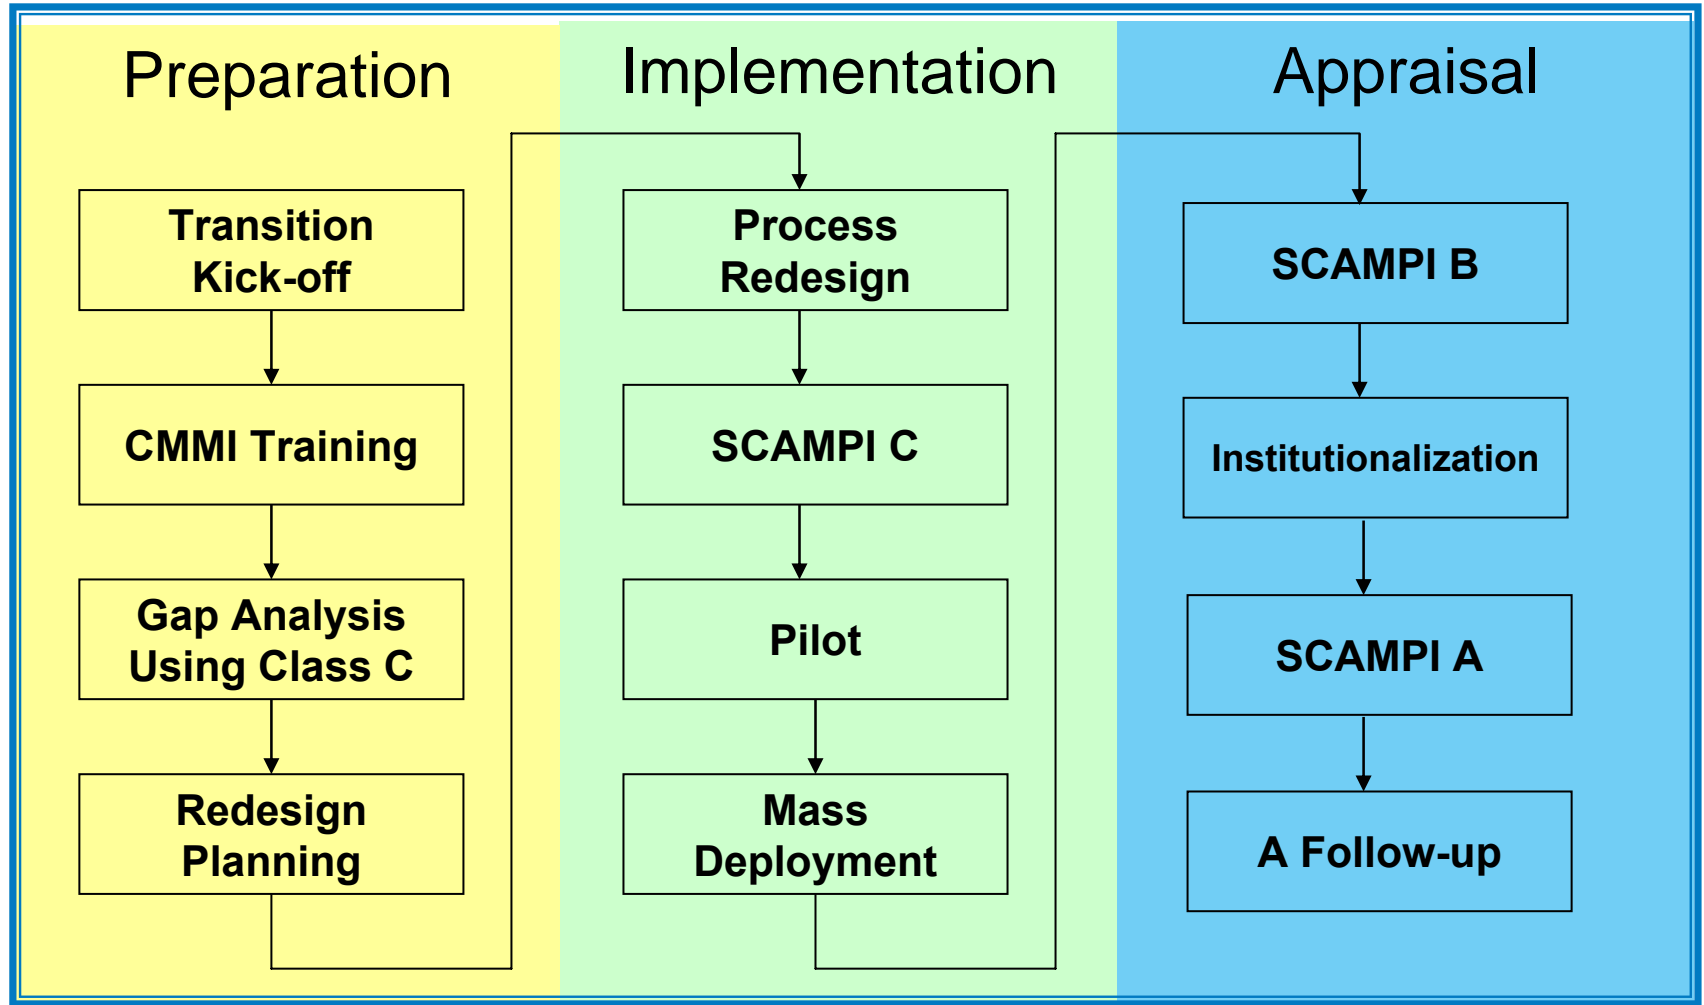 Preparation
Implementation
Appraisal
Transition
Kick-off
CMMI Training
Gap Analysis
Using Class C
Redesign
Planning
Process
Redesign
SCAMPI C
Pilot
Mass
Deployment
SCAMPI B
Institutionalization
SCAMPI A
A Follow-up